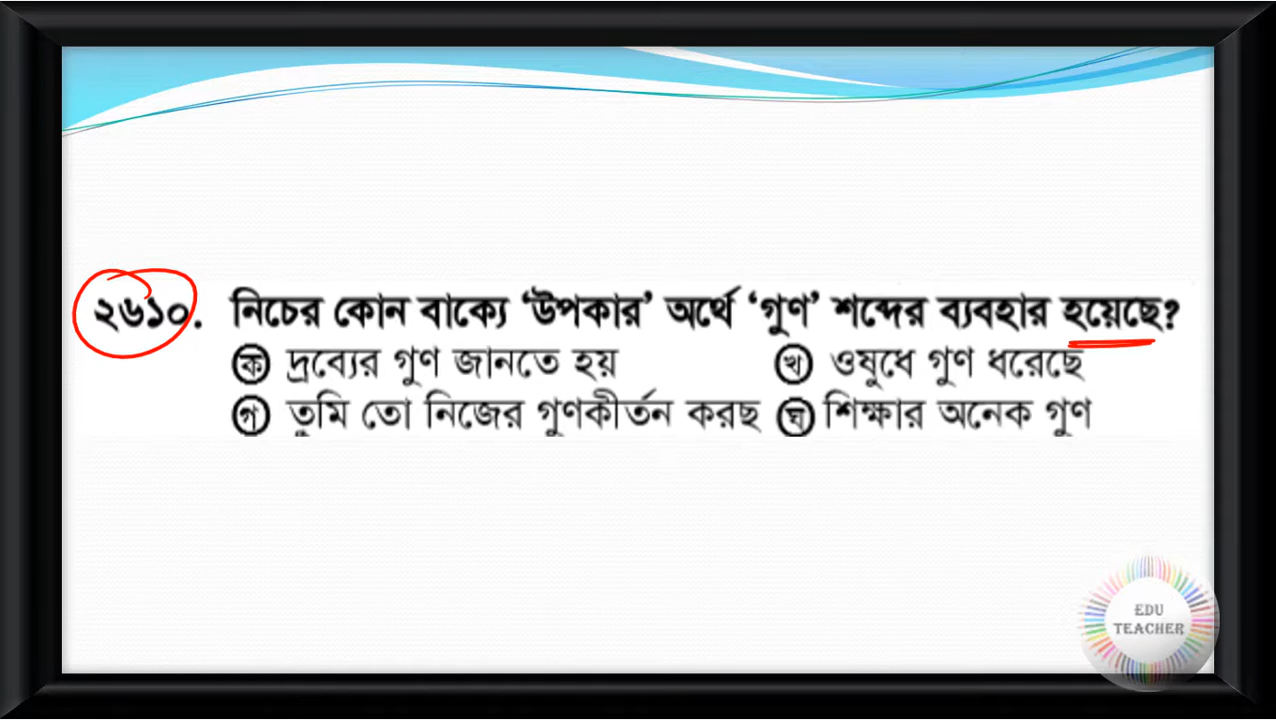 ২৬১০. নিচের কোন বাক্যে ‘উপকার’ অর্থে ‘গুণ’ শব্দের ব্যবহার হয়েছে?
ক দ্রব্যের গুণ জানতে হয় খ ওষুধে গুণ ধরেছে
গ তুমি তো নিজের গুণকীর্তন করছ ঘ শিক্ষার অনেক গুণ
EDU
TEACHER